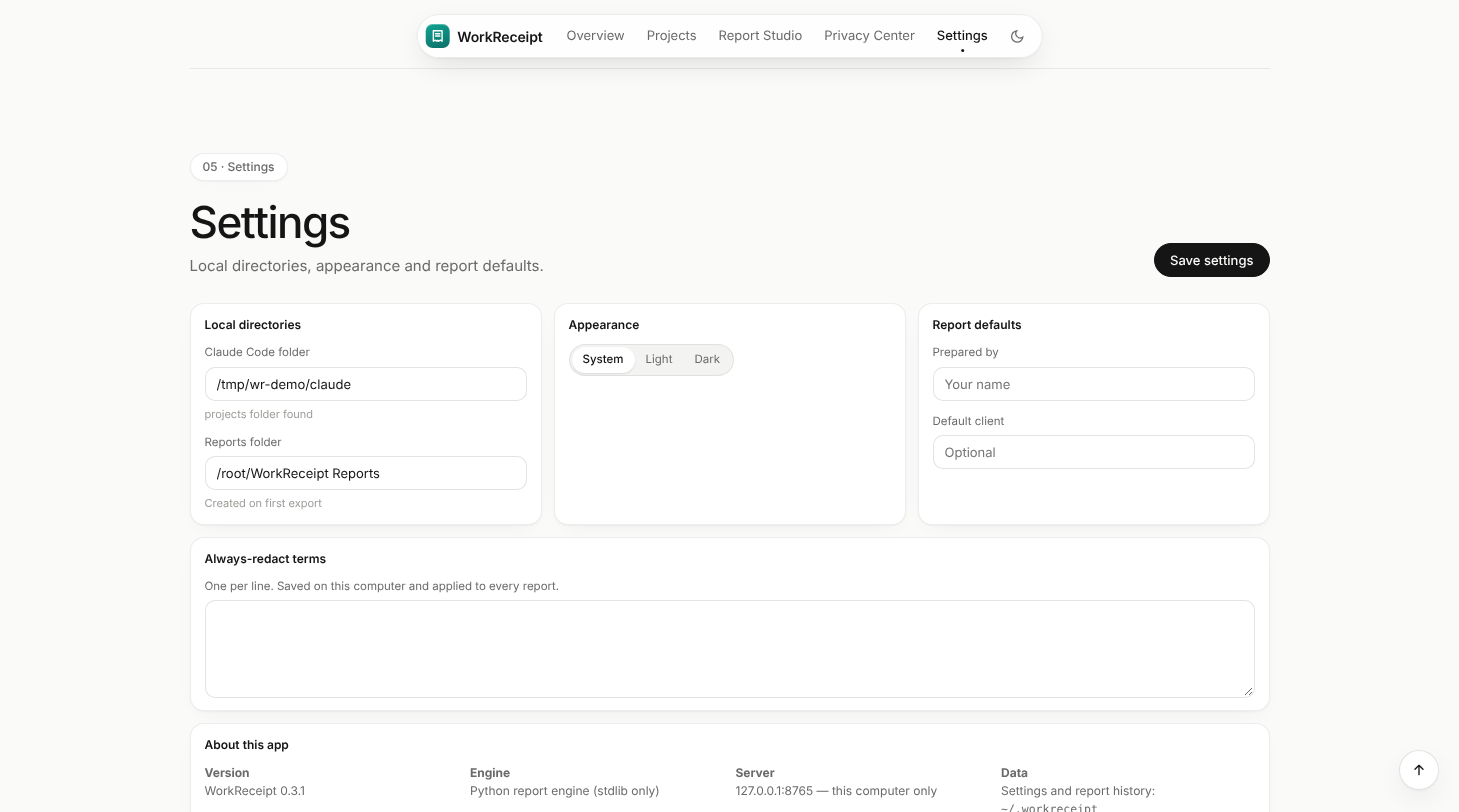 WorkReceipt Overview Projects Report Studio Privacy Center Settings
05 · Settings
Settings
Local directories, appearance and report defaults.
Save settings
Local directories
Claude Code folder
/tmp/wr-demo/claude
projects folder found
Reports folder
/root/WorkReceipt Reports
Created on first export
Appearance
System Light Dark
Report defaults
Prepared by
Your name
Default client
Optional
Always-redact terms
One per line. Saved on this computer and applied to every report.
About this app
Version
WorkReceipt 0.3.1
Engine
Python report engine (stdlib only)
Server
127.0.0.1:8765 — this computer only
Data
Settings and report history:
~/.workreceipt